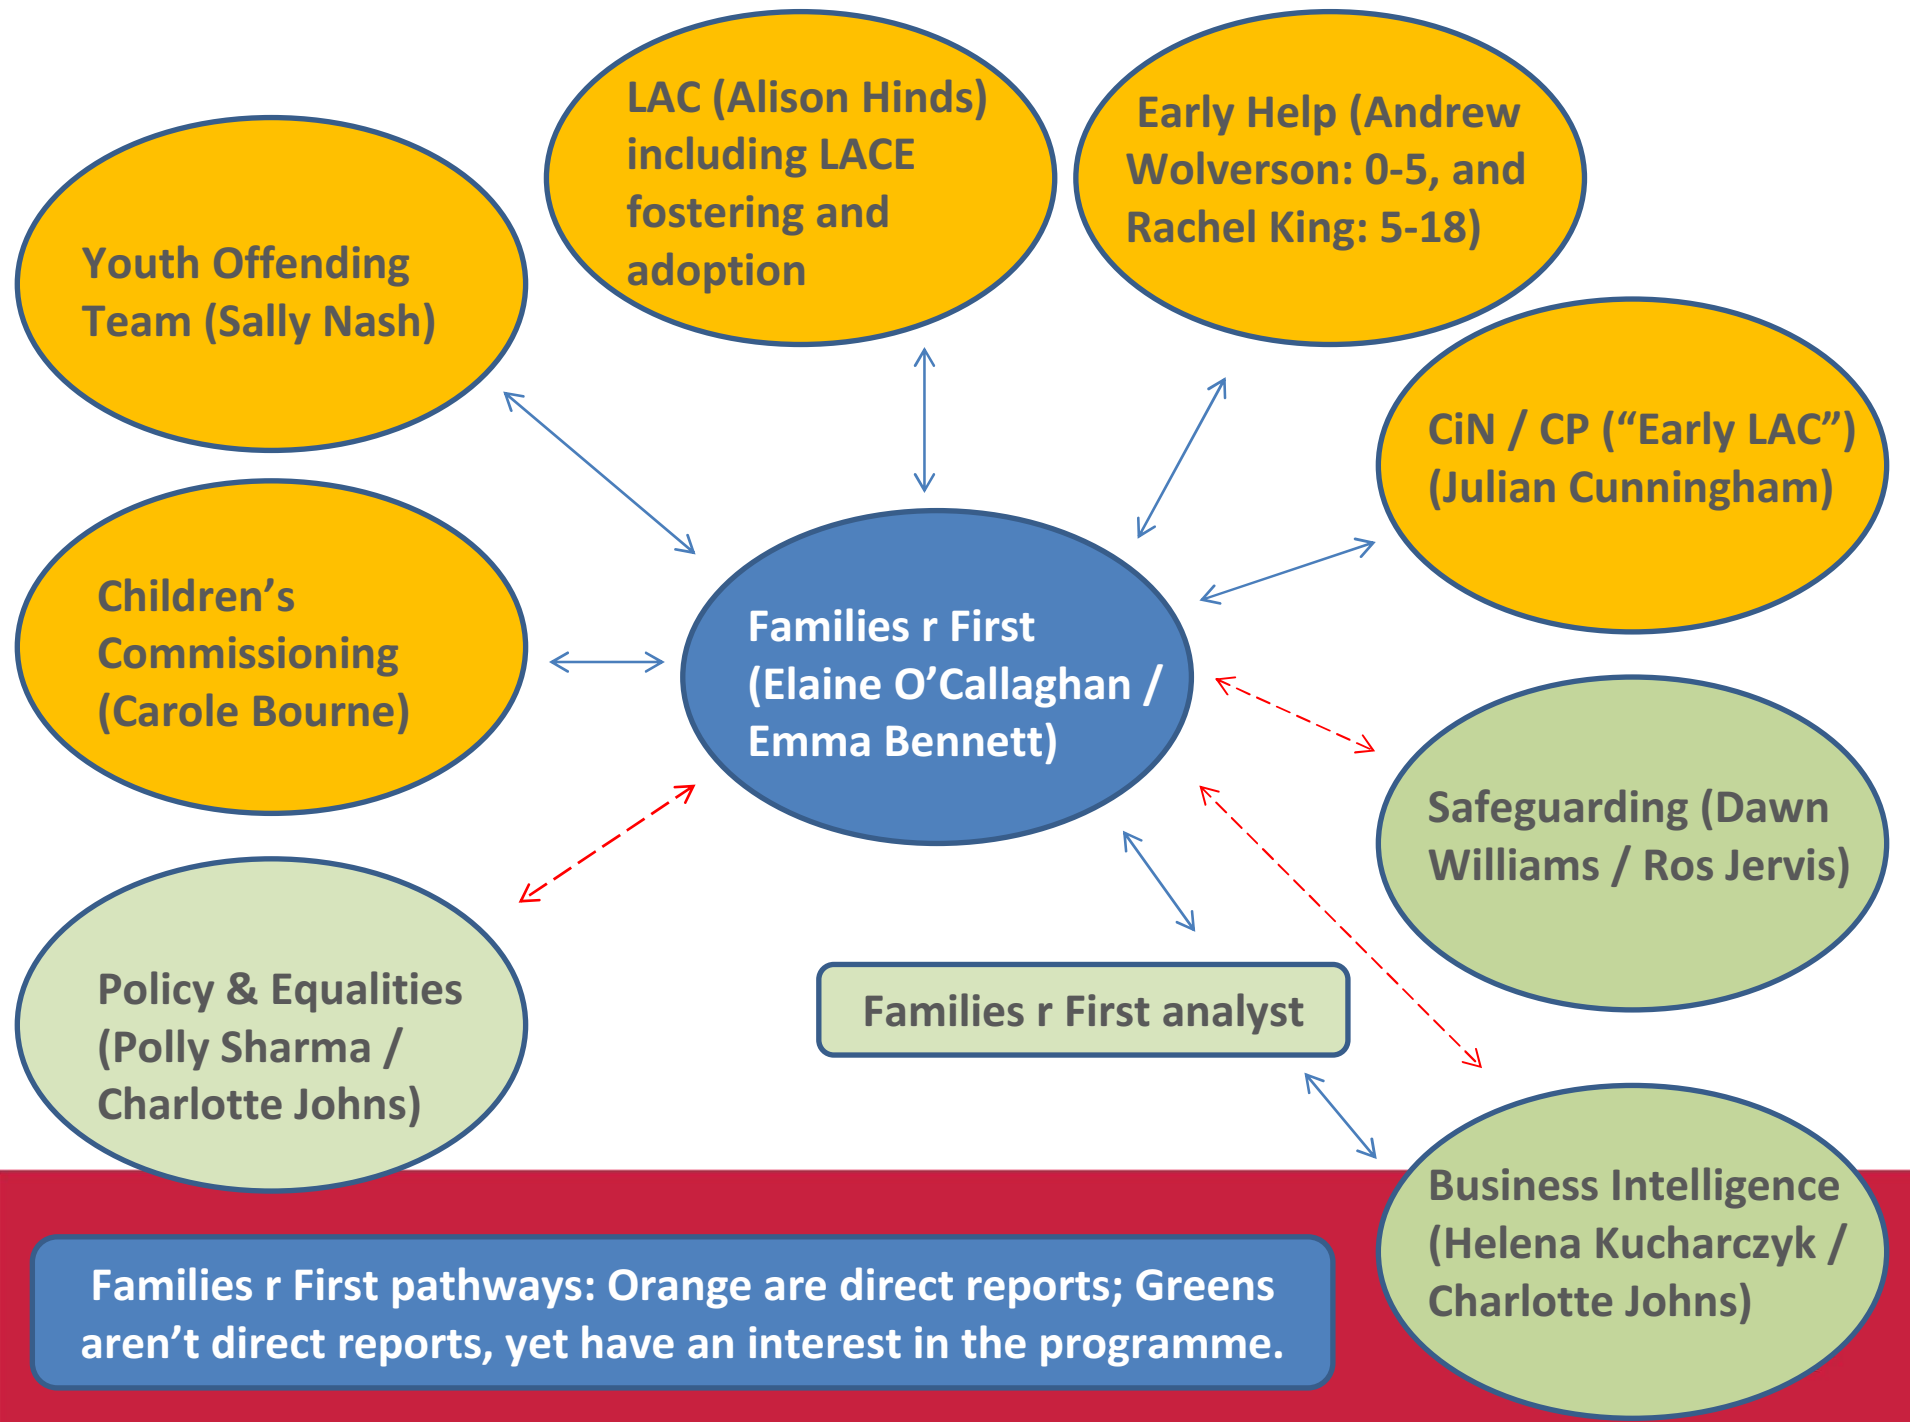 LAC (Alison Hinds)
including LACE
fostering and
adoption
Early Help (Andrew
Wolverson: 0-5, and
Rachel King: 5-18)
Youth Offending
Team (Sally Nash)
CiN / CP (“Early LAC”)
(Julian Cunningham)
Children’s
Commissioning
(Carole Bourne)
Families r First
(Elaine O’Callaghan /
Emma Bennett)
Safeguarding (Dawn
Williams / Ros Jervis)
Policy & Equalities
(Polly Sharma /
Charlotte Johns)
Families r First analyst
Business Intelligence
(Helena Kucharczyk /
Charlotte Johns)
Families r First pathways: Orange are direct reports; Greens
aren’t direct reports, yet have an interest in the programme.